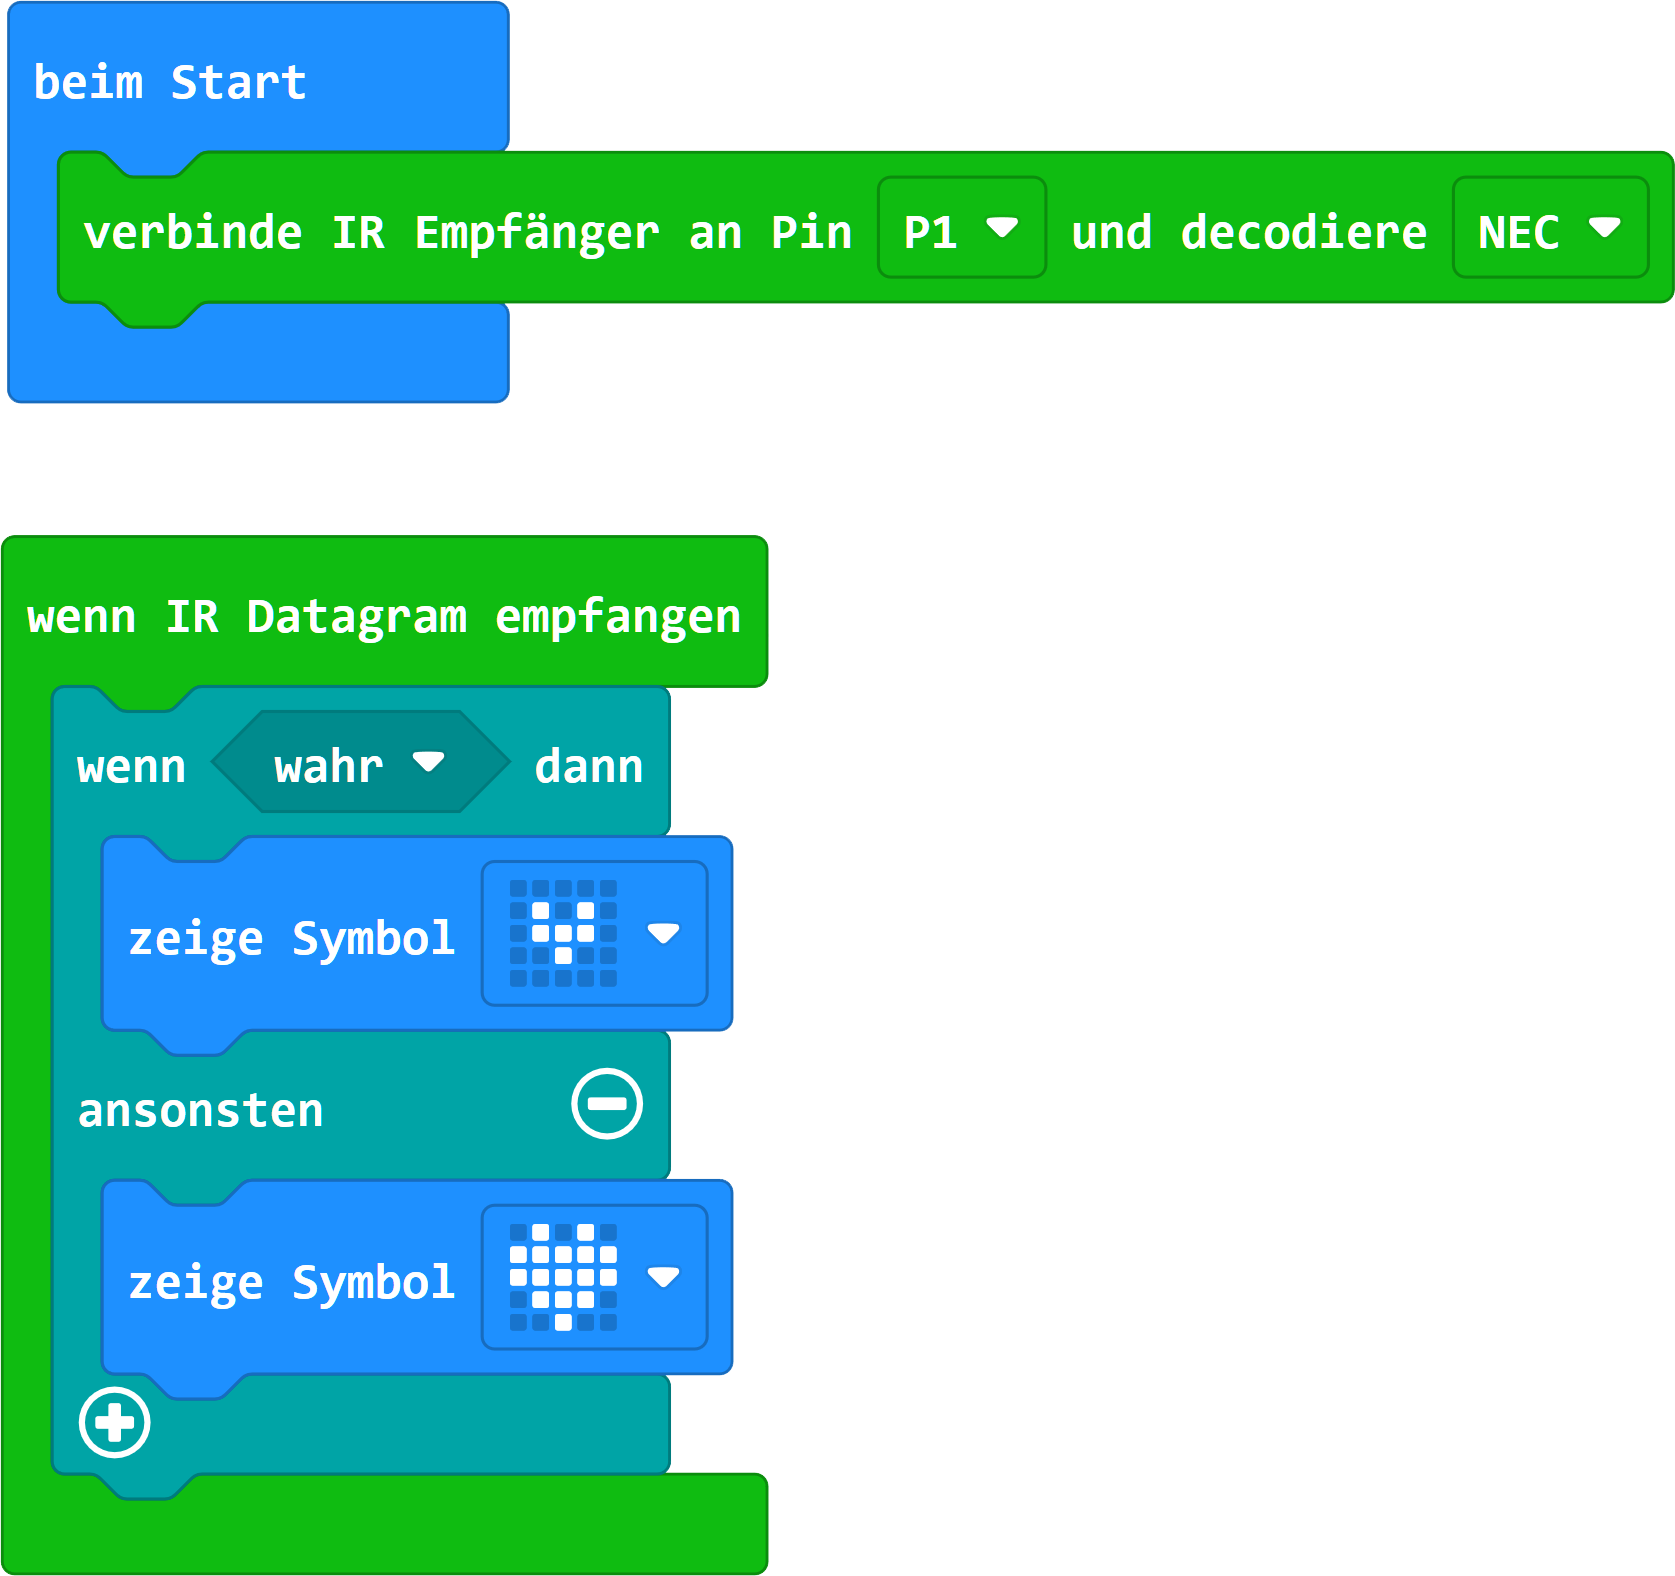 beim Start
verbinde IR Empfänger an Pin P1 und decodiere NEC
wenn IR Datagram empfangen
wenn wahr dann
zeige Symbol
ansonsten
zeige Symbol